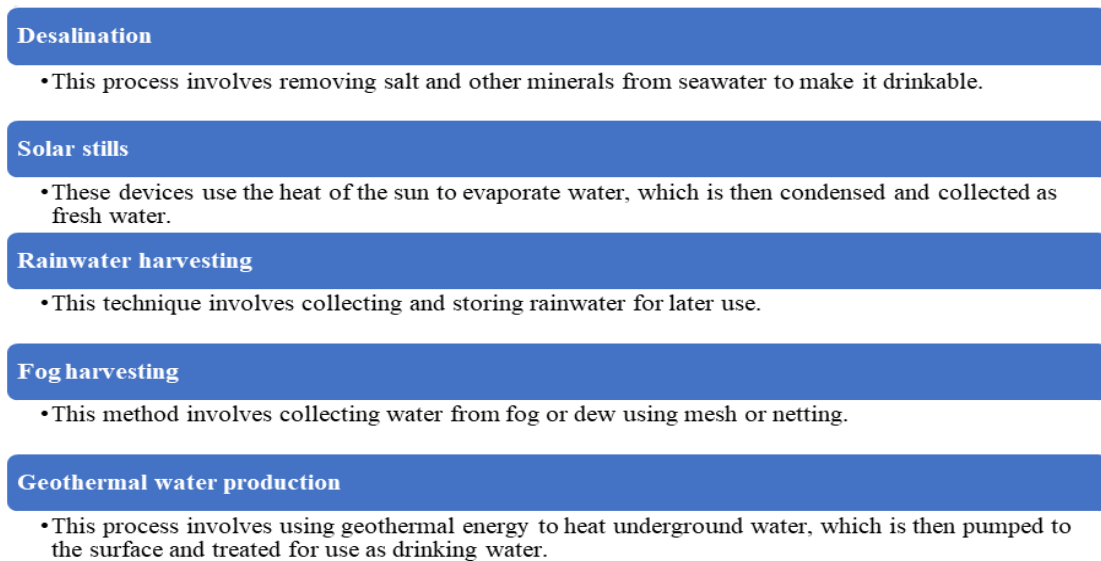 Desalination
•This process involves removing salt and other minerals from seawater to make it drinkable.
Solar stills
•These devices use the heat of the sun to evaporate water, which is then condensed and collected as
fresh water.
Rainwater harvesting
•This technique involves collecting and storing rainwater for later use.
Fog harvesting
•This method involves collecting water from fog or dew using mesh or netting.
Geothermal water production
•This process involves using geothermal energy to heat underground water, which is then pumped to
the surface and treated for use as drinking water.